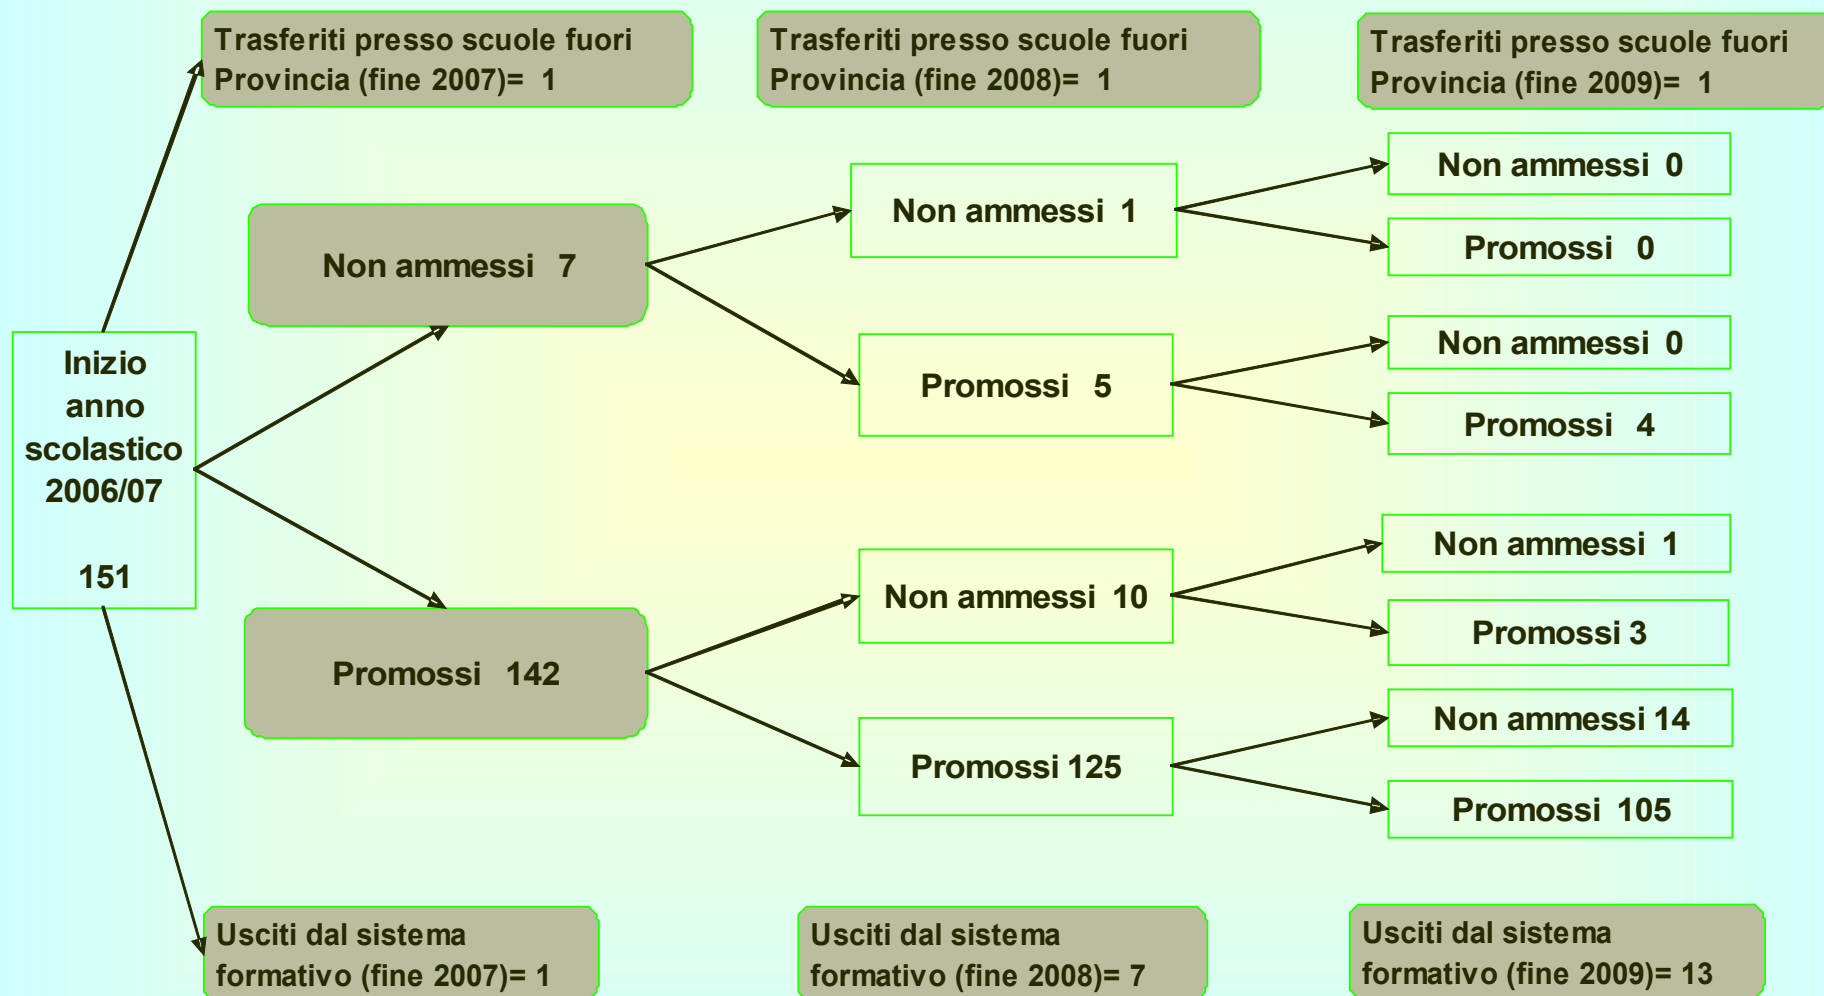 Trasferiti presso scuole fuori
Provincia (fine 2007)= 1
Trasferiti presso scuole fuori
Provincia (fine 2008)= 1
Trasferiti presso scuole fuori
Provincia (fine 2009)= 1
Inizio
anno
scolastico
2006/07
151
Non ammessi 7
Promossi 142
Non ammessi 1
Promossi 5
Non ammessi 10
Promossi 125
Non ammessi 0
Promossi 0
Non ammessi 0
Promossi 4
Non ammessi 1
Promossi 3
Non ammessi 14
Promossi 105
Usciti dal sistema
formativo (fine 2007)= 1
Usciti dal sistema
formativo (fine 2008)= 7
Usciti dal sistema
formativo (fine 2009)= 13